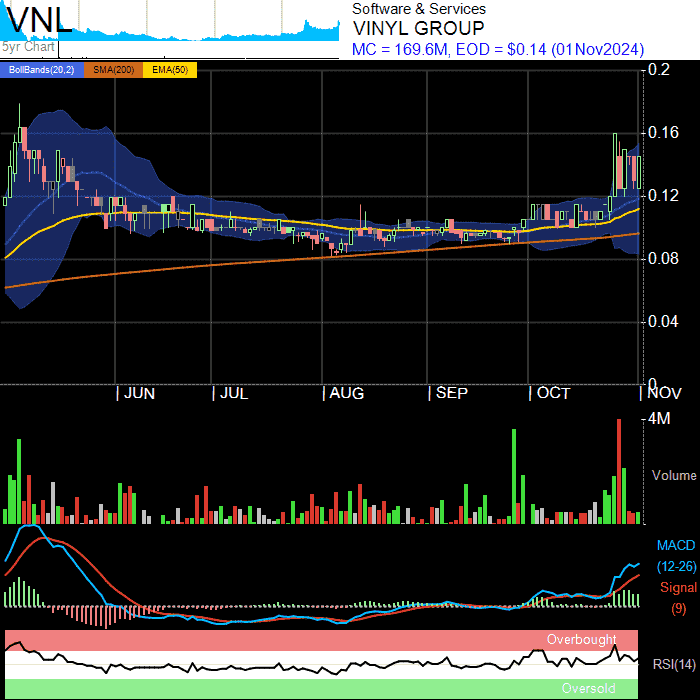 VNL
5yr Chart
Software & Services
VINYL GROUP
MC = 169.6M, EOD = $0.14 (01Nov2024)
BollBands(20,2) SMA(200) EMA(50)
0.2
0.16
0.12
0.08
0.04
0
JUN JUL AUG SEP OCT NOV
4M
Volume
MACD
(12-26)
Signal
(9)
Overbought
RSI(14)
Oversold